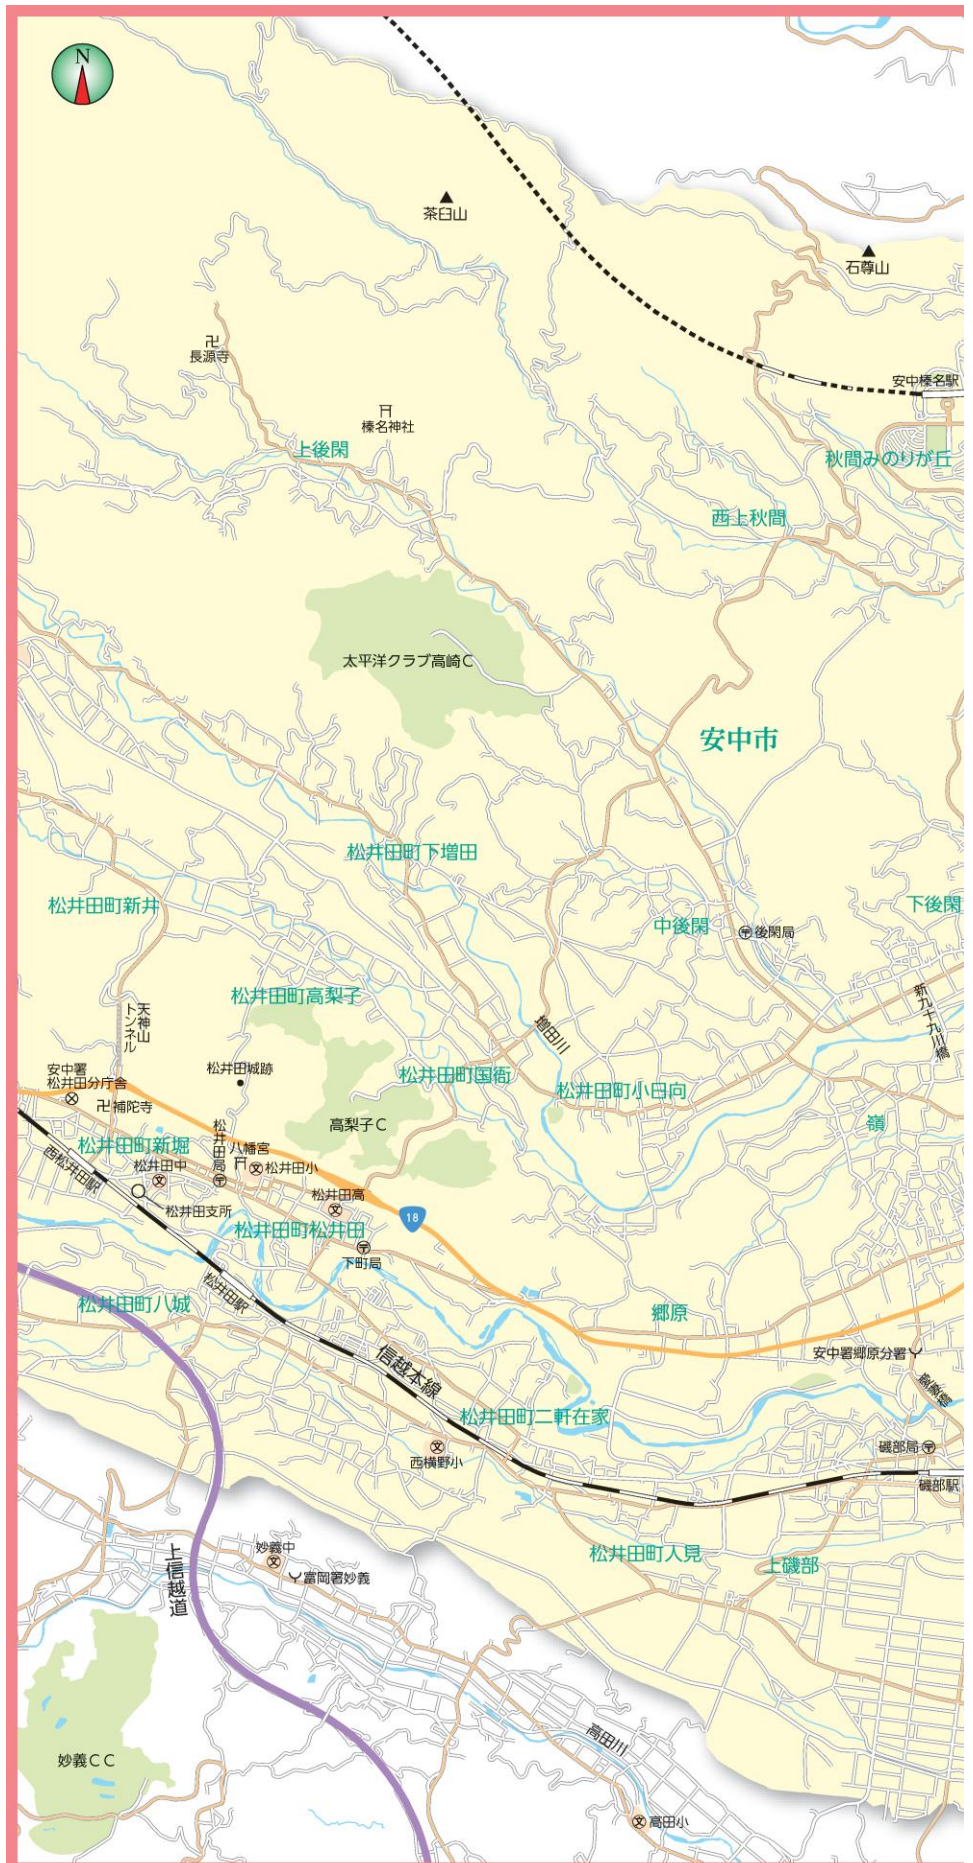 N
茶臼山
石尊山
卍
長源寺
安中榛名駅
榛名神社
上後閑
秋間みのりが丘
西上秋間
太平洋クラブ高崎C
安中市
松井田町下増田
松井田町新井
下後閑
中後閑
〒後閑局
松井田町高梨子
新九十九川橋
天神山
トンネル
増田川
安中署
松井田分庁舎
松井田城跡
松井田町国衙
松井田町小日向
卍補陀寺
高梨子C
嶺
松井田町新堀
松井田局
〒
八幡宮
文 松井田小
松井田中
文
西松井田駅
松井田高
文
松井田支所
松井田町松井田
18
〒
下町局
松井田駅
松井田町八城
郷原
安中署郷原分署
信越本線
松井田町二軒在家
文
西横野小
磯部局〒
磯部駅
松井田町人見
上磯部
上信越道
妙義中
文
富岡署妙義
高田川
妙義CC
文 高田小